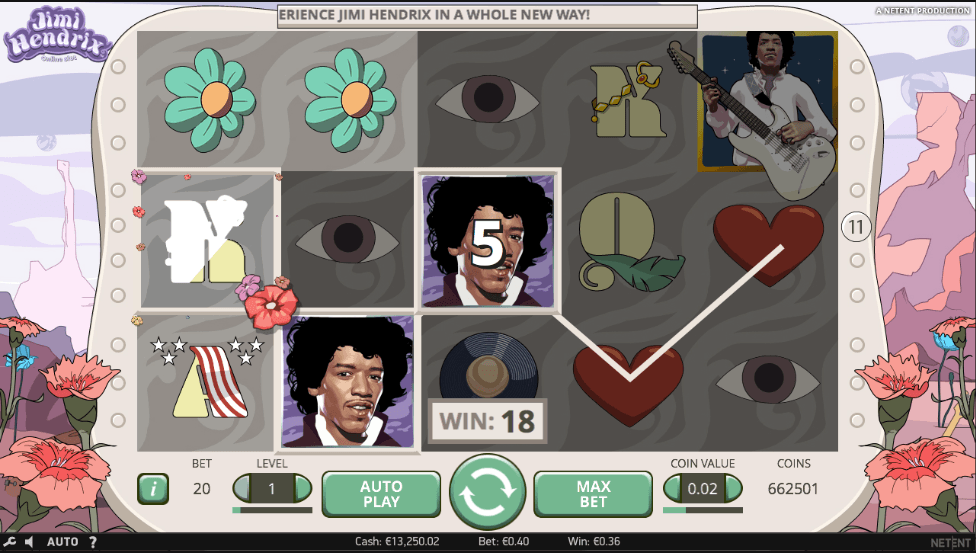 Jimi
Hendrix
Online slot
ERIENCE JIMI HENDRIX IN A WHOLE NEW WAY!
A NETENT PRODUCTION
K
K
5
Q
11
A
WIN: 18
BET
20
LEVEL
1
AUTO
PLAY
MAX
BET
COIN VALUE
0.02
COINS
662501
i
AUTO ?
Cash: €13,250.02
Bet: €0.40
Win: €0.36
NETENT